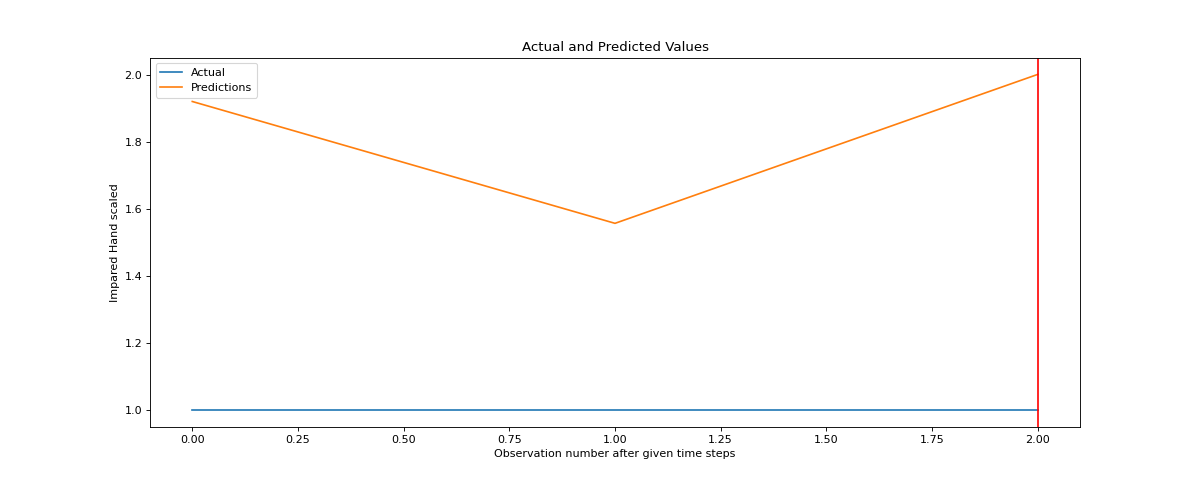 Actual and Predicted Values
Actual
Predictions
2.0
1.8
1.6
1.4
1.2
1.0
Impared Hand scaled
0.00 0.25 0.50 0.75 1.00 1.25 1.50 1.75 2.00
Observation number after given time steps